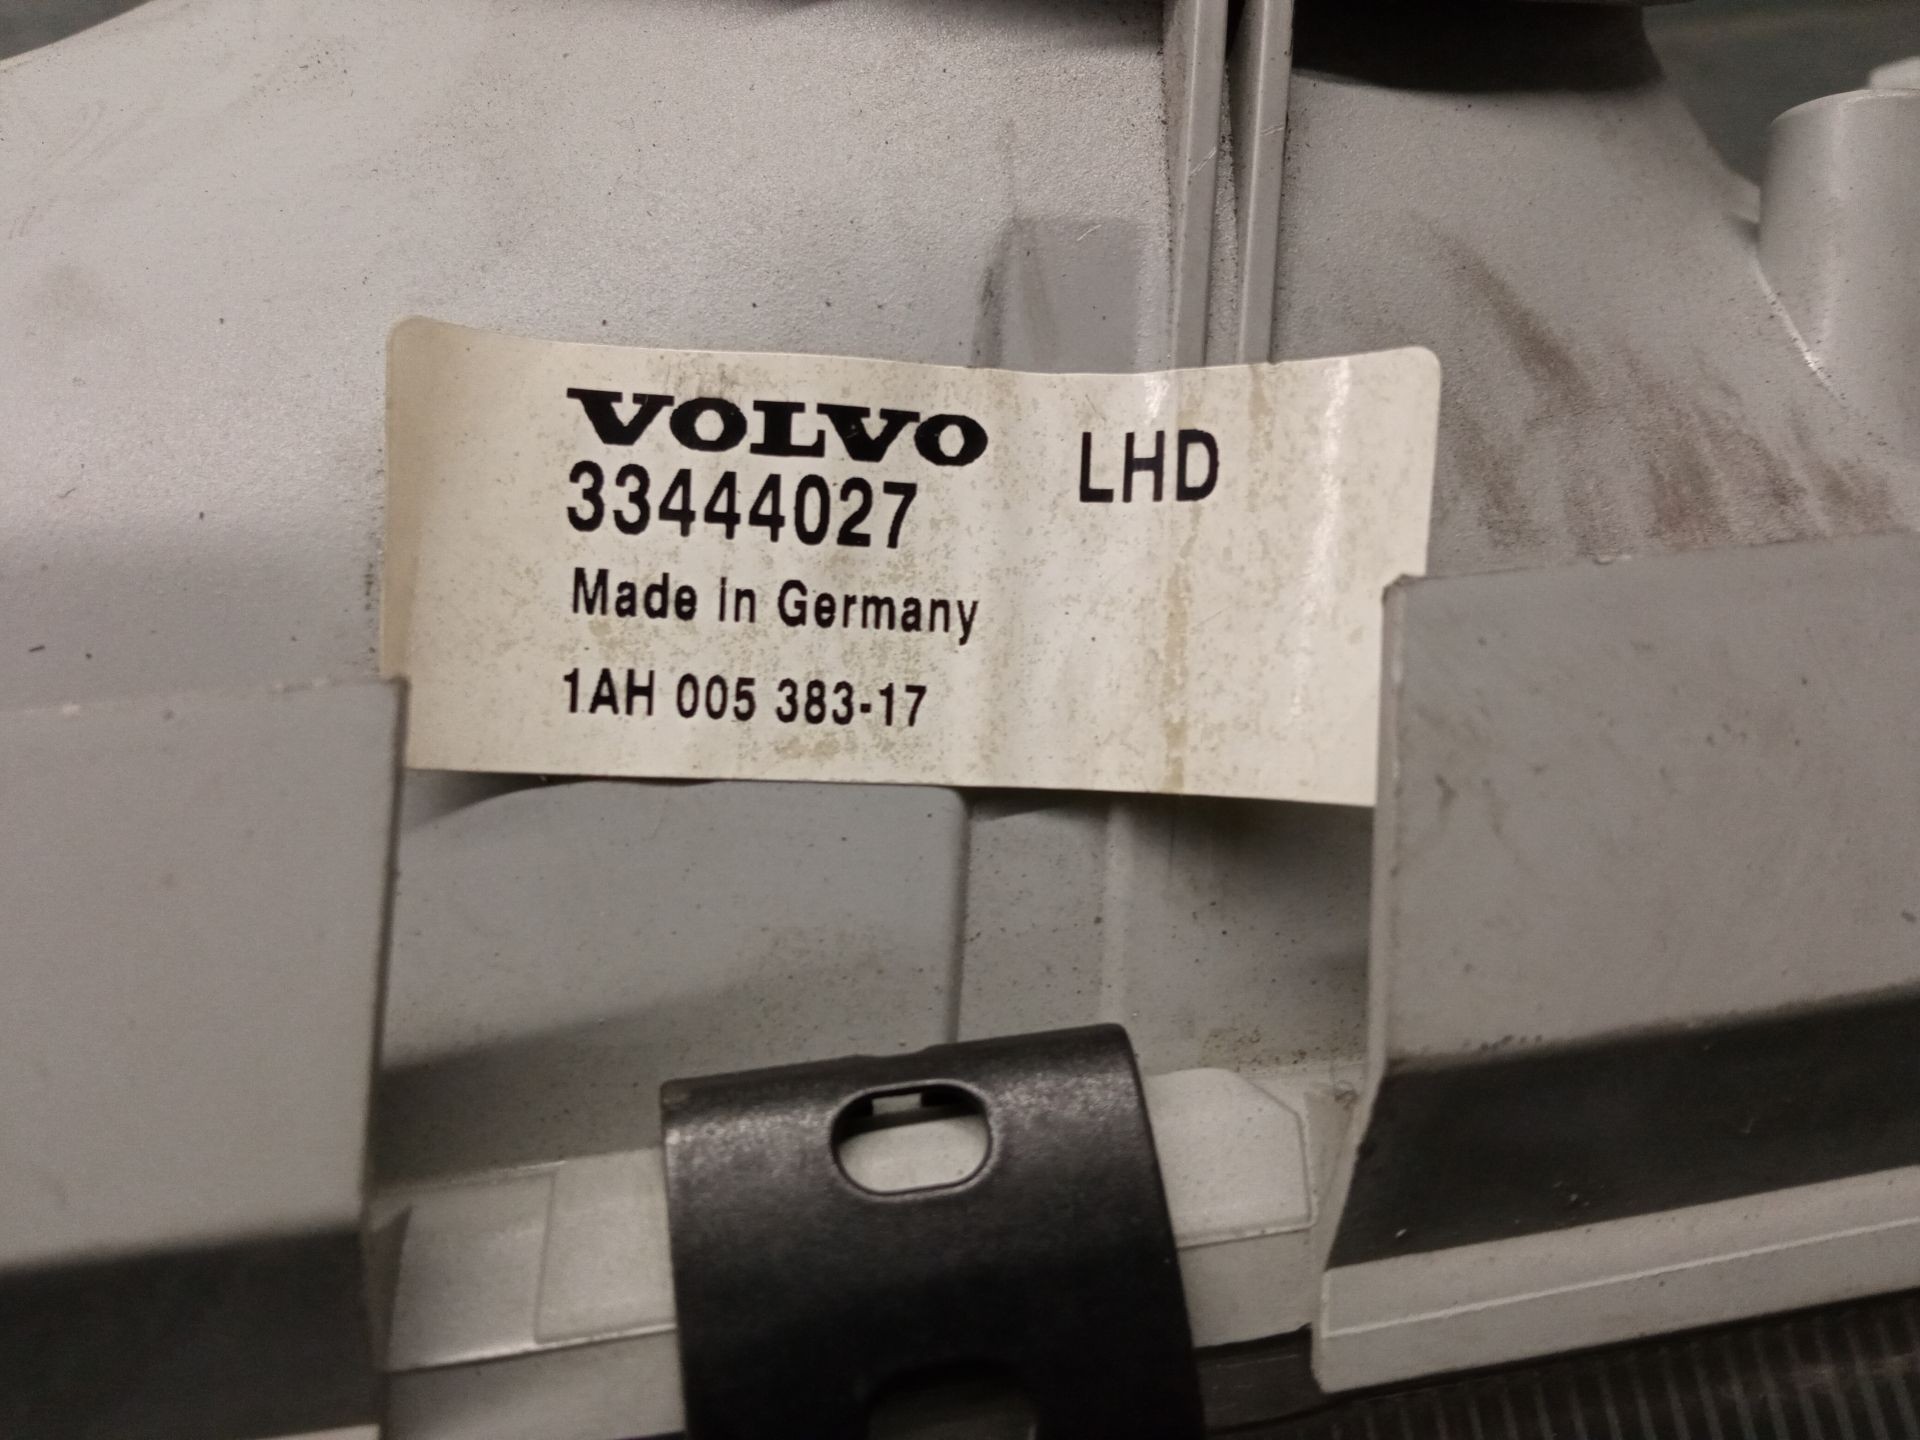 VOLVO LHD
33444027
Made in Germany
1AH 005 383-17